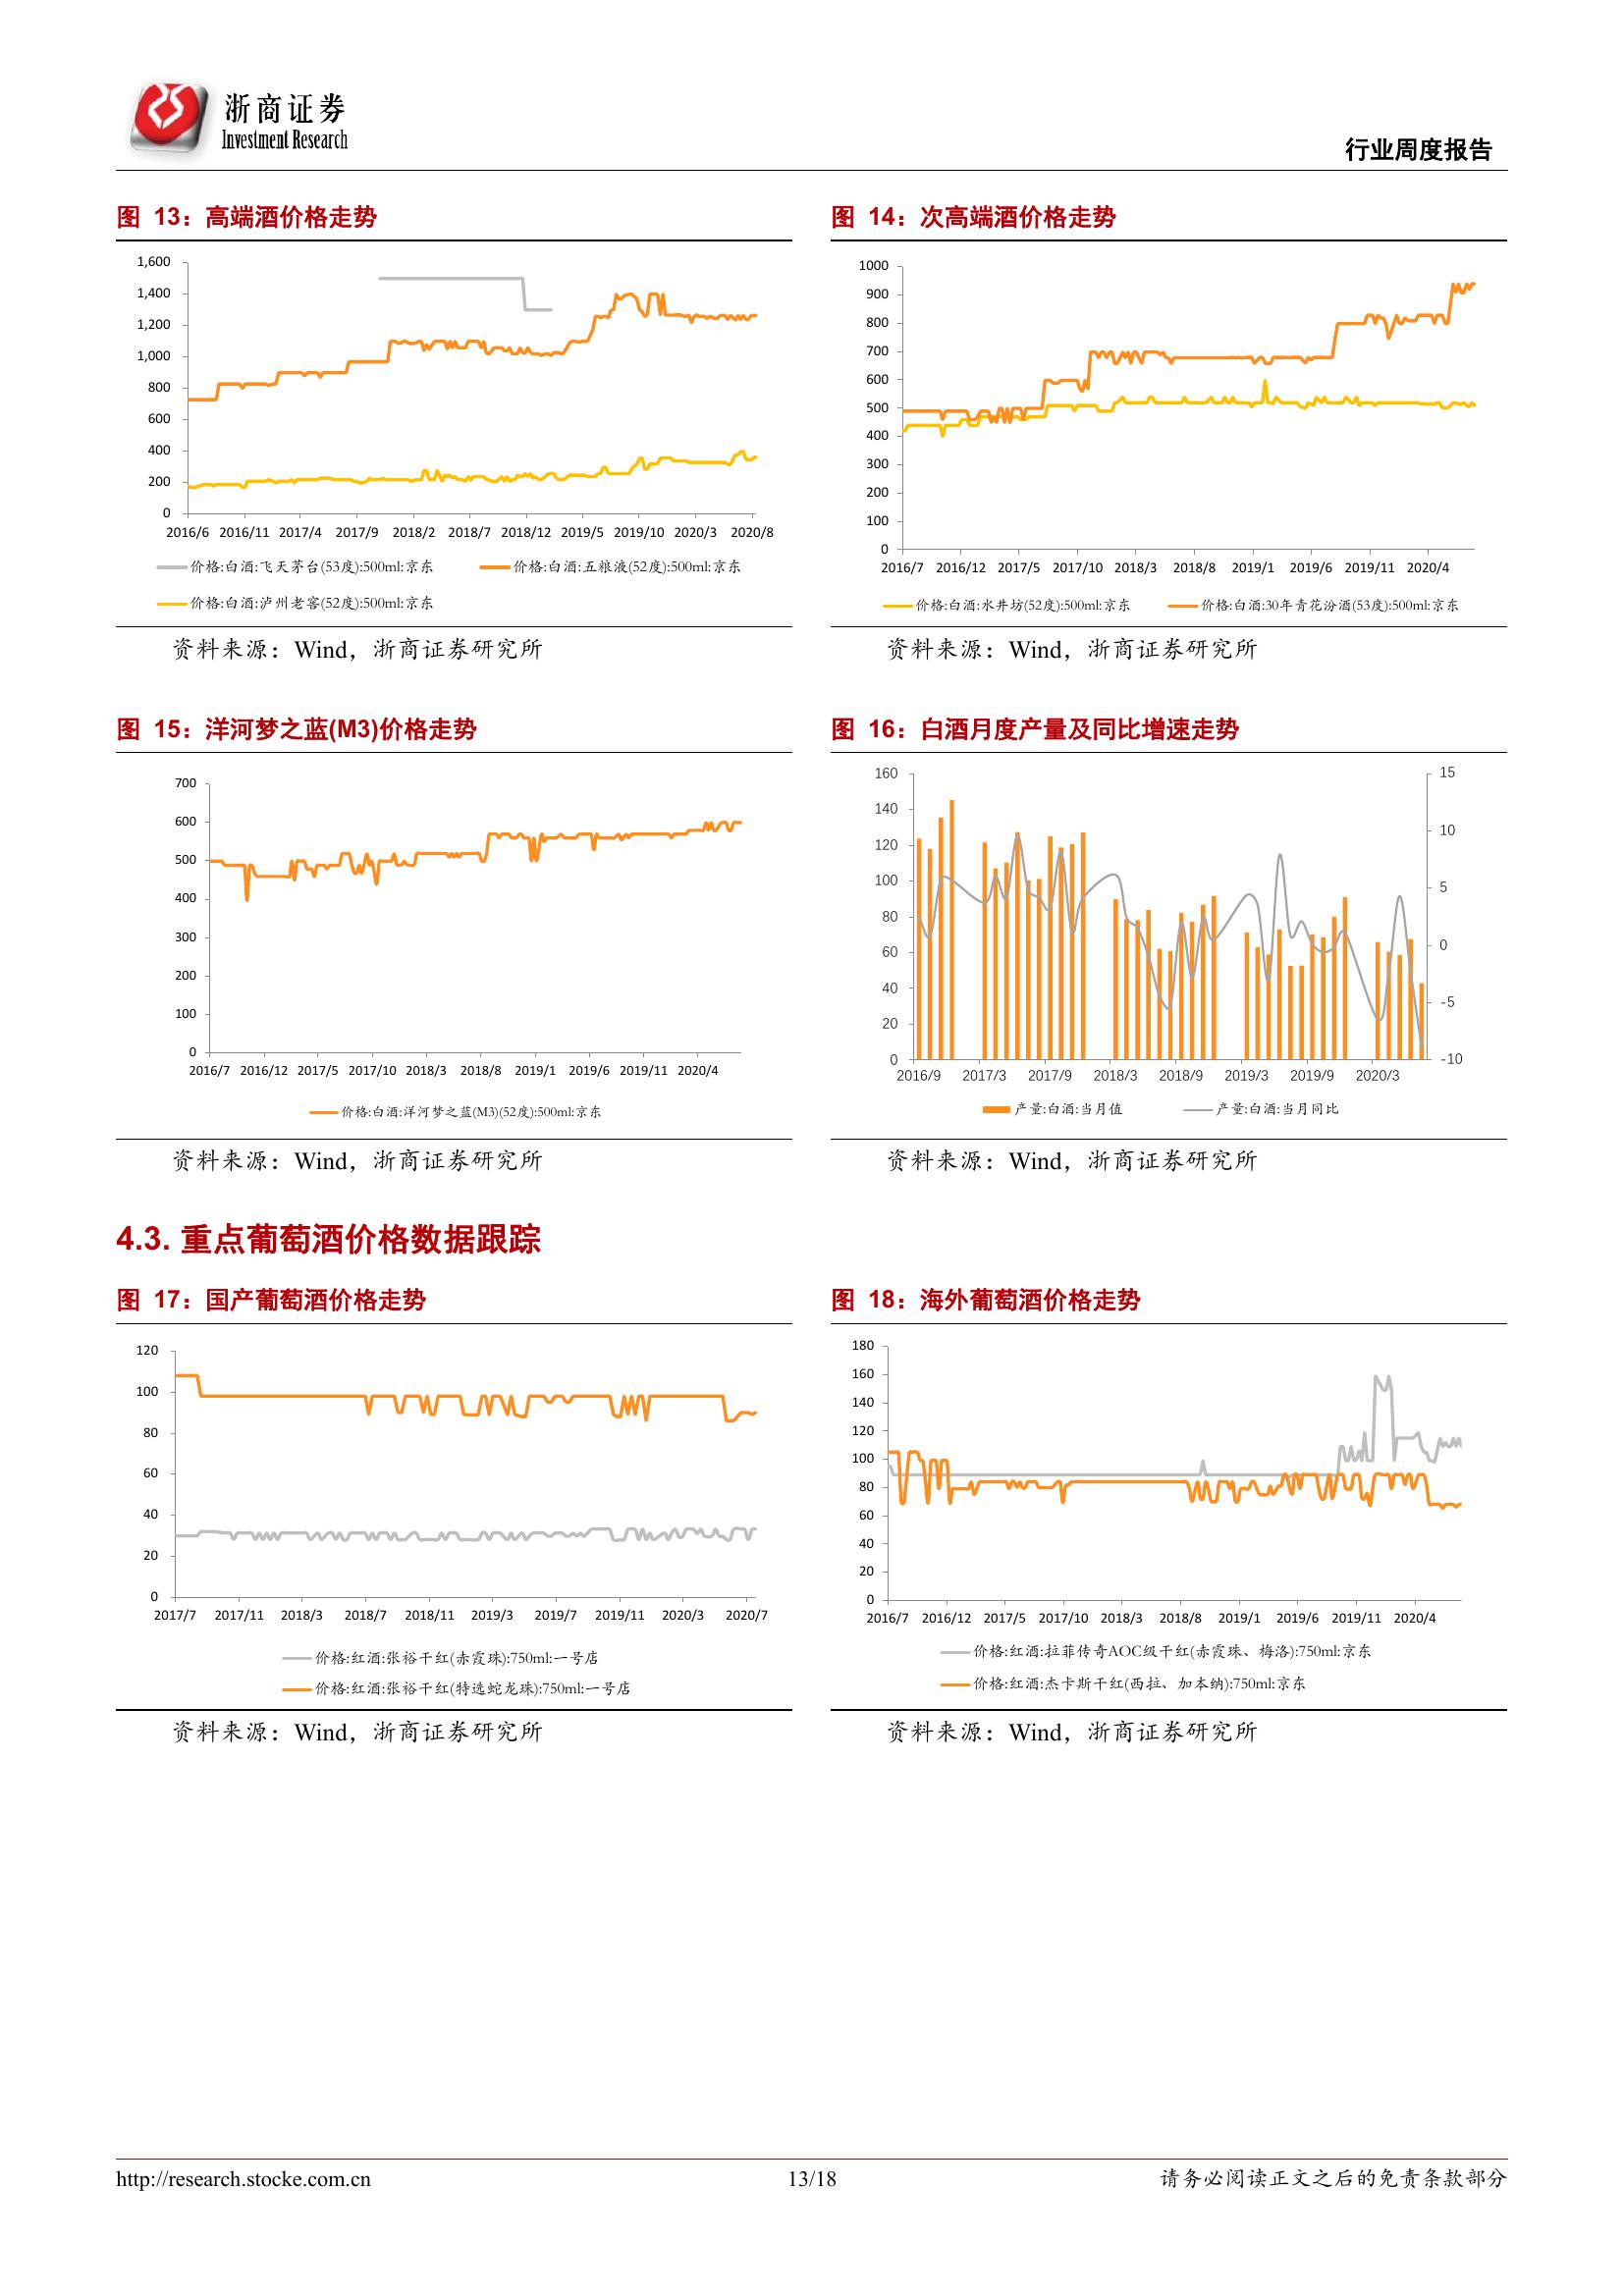 浙商证券
Investment Research
行业周度报告
图 13：高端酒价格走势
1,600
1,400
1,200
1,000
800
600
400
200
0
2016/6 2016/11 2017/4 2017/9 2018/2 2018/7 2018/12 2019/5 2019/10 2020/3 2020/8
价格:白酒:飞天茅台(53度):500ml:京东 价格:白酒:五粮液(52度):500ml:京东
价格:白酒:泸州老窖(52度):500ml:京东
资料来源：Wind，浙商证券研究所
图 14：次高端酒价格走势
1000
900
800
700
600
500
400
300
200
100
0
2016/7 2016/12 2017/5 2017/10 2018/3 2018/8 2019/1 2019/6 2019/11 2020/4
价格:白酒:水井坊(52度):500ml:京东 价格:白酒:30年青花汾酒(53度):500ml:京东
资料来源：Wind，浙商证券研究所
图 15：洋河梦之蓝(M3)价格走势
700
600
500
400
300
200
100
0
2016/7 2016/12 2017/5 2017/10 2018/3 2018/8 2019/1 2019/6 2019/11 2020/4
价格:白酒:洋河梦之蓝(M3)(52度):500ml:京东
资料来源：Wind，浙商证券研究所
图 16：白酒月度产量及同比增速走势
160
140
120
100
80
60
40
20
0
15
10
5
0
-5
-10
2016/9 2017/3 2017/9 2018/3 2018/9 2019/3 2019/9 2020/3
产量:白酒:当月值 产量:白酒:当月同比
资料来源：Wind，浙商证券研究所
4.3. 重点葡萄酒价格数据跟踪
图 17：国产葡萄酒价格走势
120
100
80
60
40
20
0
2017/7 2017/11 2018/3 2018/7 2018/11 2019/3 2019/7 2019/11 2020/3 2020/7
价格:红酒:张裕干红(赤霞珠):750ml:一号店
价格:红酒:张裕干红(特选蛇龙珠):750ml:一号店
资料来源：Wind，浙商证券研究所
图 18：海外葡萄酒价格走势
180
160
140
120
100
80
60
40
20
0
2016/7 2016/12 2017/5 2017/10 2018/3 2018/8 2019/1 2019/6 2019/11 2020/4
价格:红酒:拉菲传奇AOC级干红(赤霞珠、梅洛):750ml:京东
价格:红酒:杰卡斯干红(西拉、加本纳):750ml:京东
资料来源：Wind，浙商证券研究所
http://research.stocke.com.cn 13/18 请务必阅读正文之后的免责条款部分